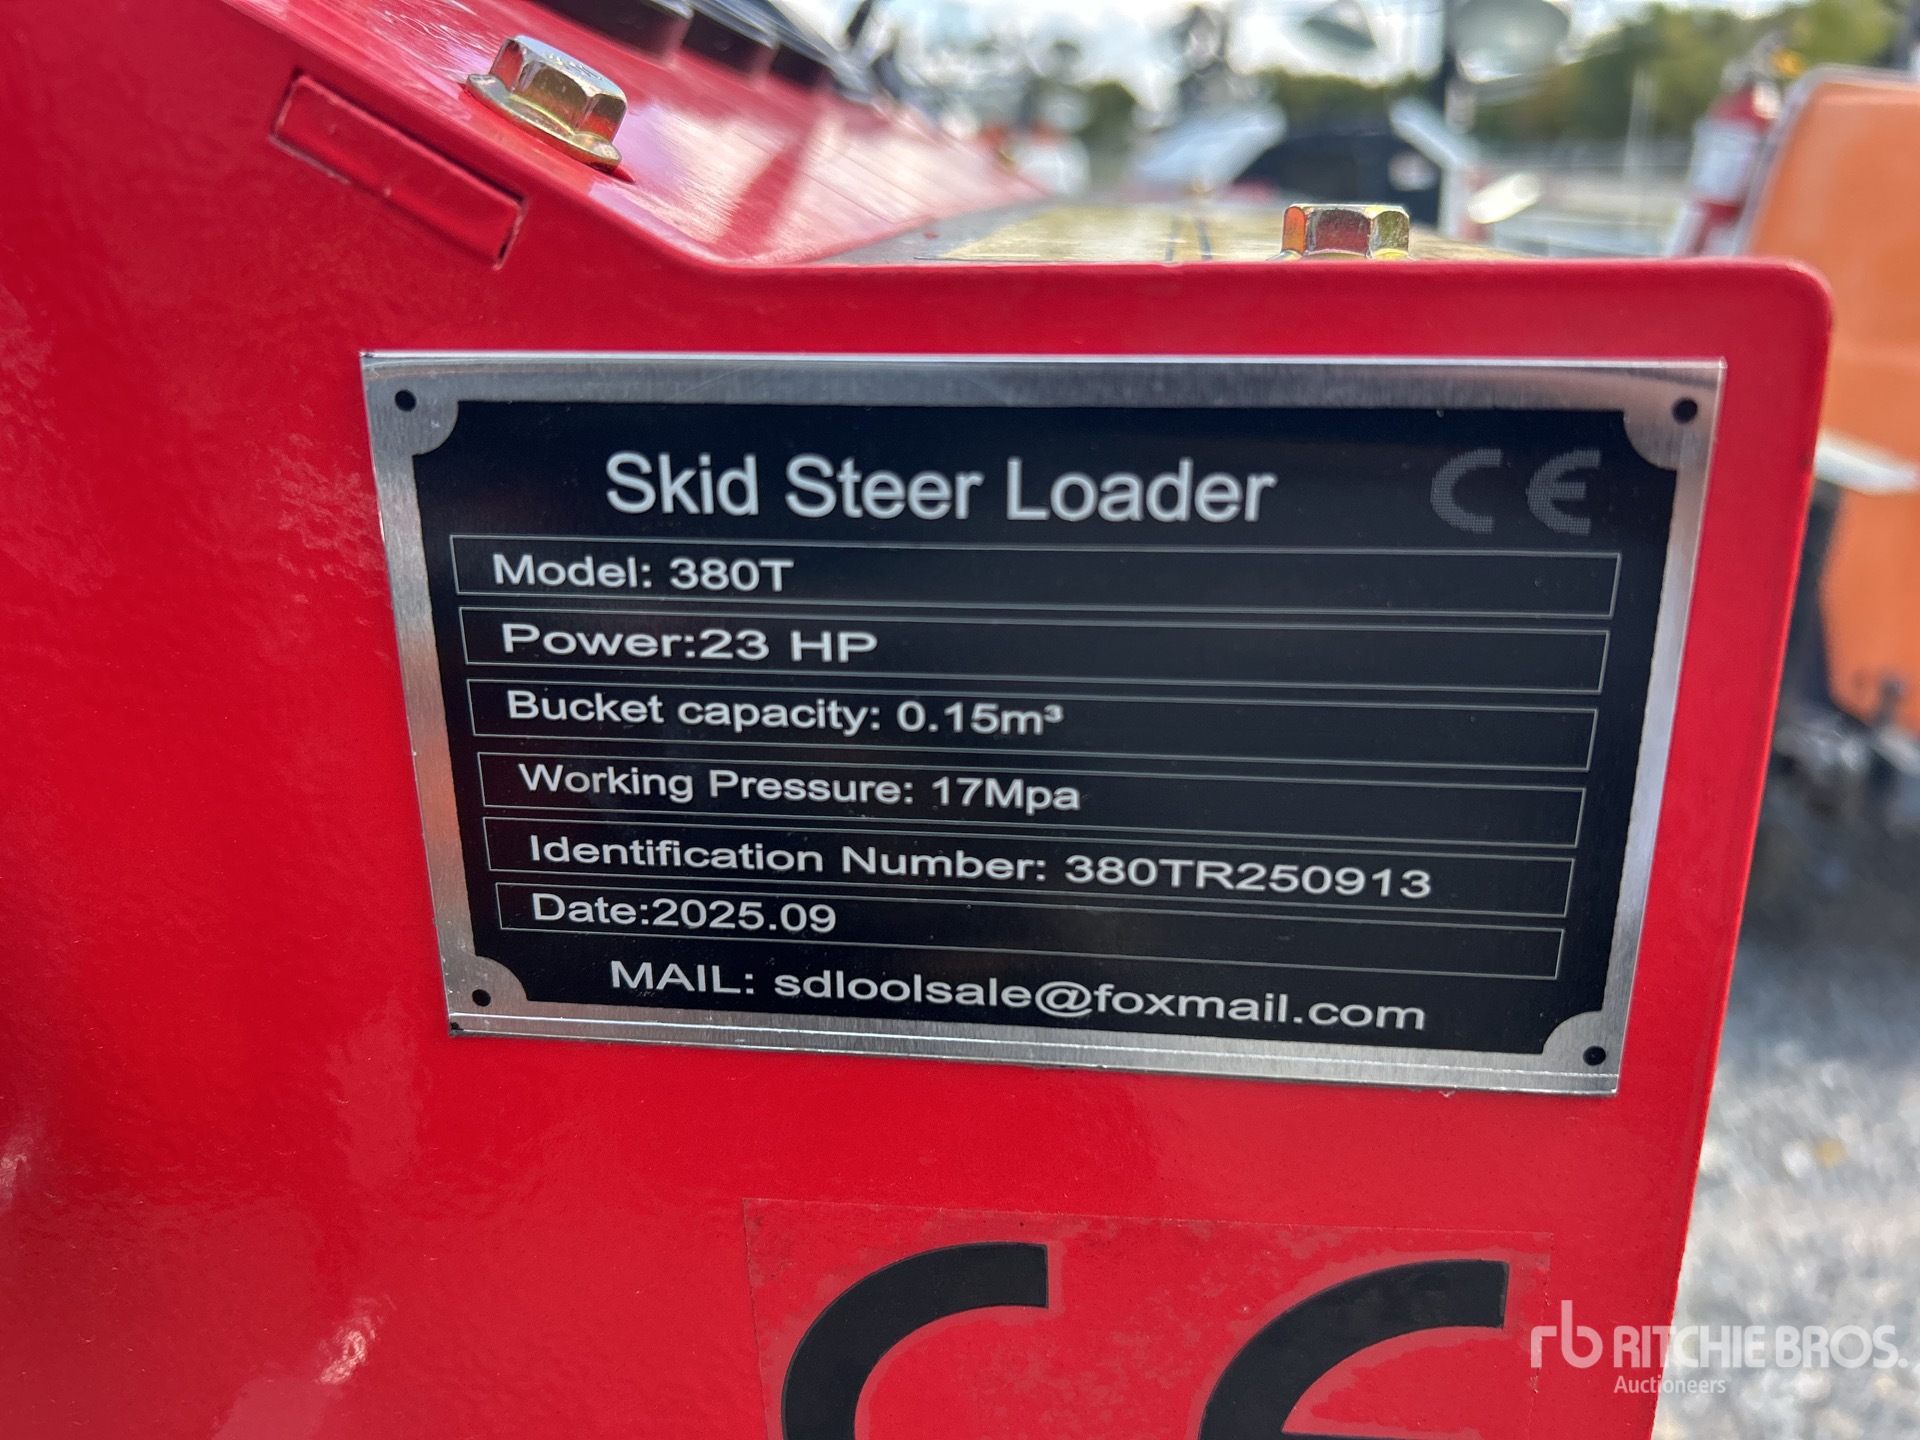 Skid Steer Loader CE
Model: 380T
Power:23 HP
Bucket capacity: 0.15m³
Working Pressure: 17Mpa
Identification Number: 380TR250913
Date:2025.09
MAIL: sdloolsale@foxmail.com
CE
rb RITCHIE BROS.
Auctioneers